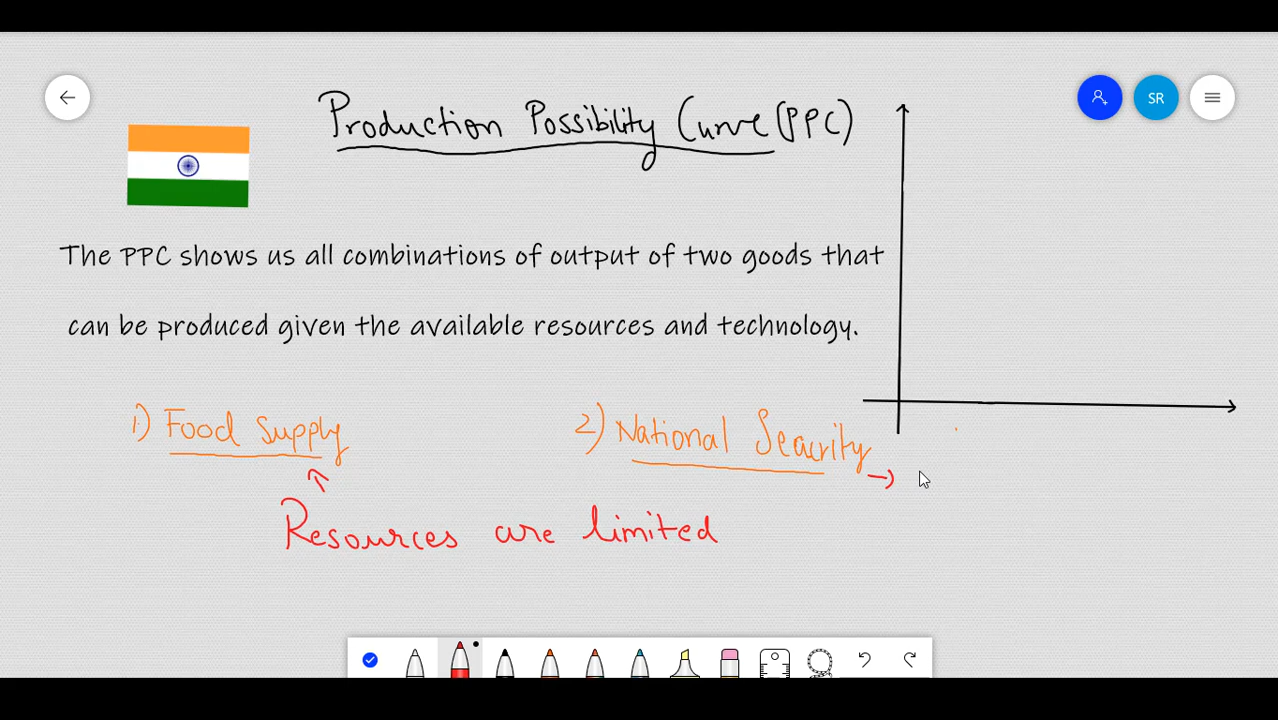 Production Possibility Curve (PPC)
SR
The PPC shows us all combinations of output of two goods that
can be produced given the available resources and technology.
1) Food Supply
2) National Security
Resources are limited